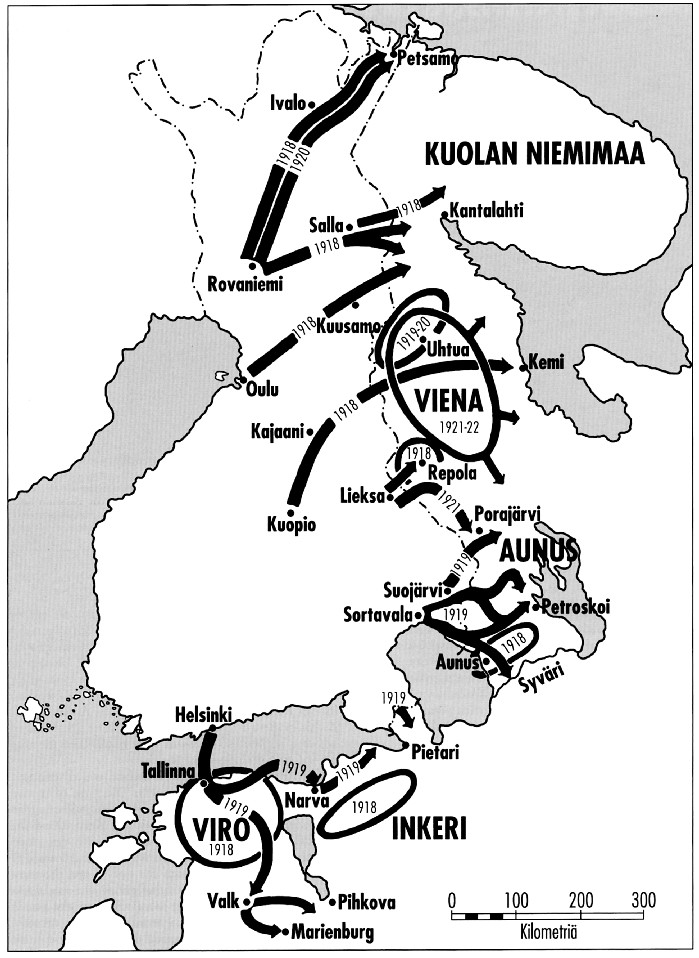 Petsamo
Ivalo
1918
1920
KUOLAN NIEMIMAA
1918
Salla
Kantalahti
1918
Rovaniemi
1918
Kuusamo
1919-20
Uhtua
Kemi
Oulu
VIENA
1918
1921-22
Kajaani
1918
Repola
Lieksa
1921
Kuopio
Porajärvi
AUNUS
1919
Suojärvi
Sortavala
1919
Petroskoi
1918
Aunus
Syväri
1919
Helsinki
Pietari
Tallinna
1919
1919
Narva
1919
1918
VIRO
INKERI
1918
Valk
Pihkova
Marienburg
0 100 200 300
Kilometriä